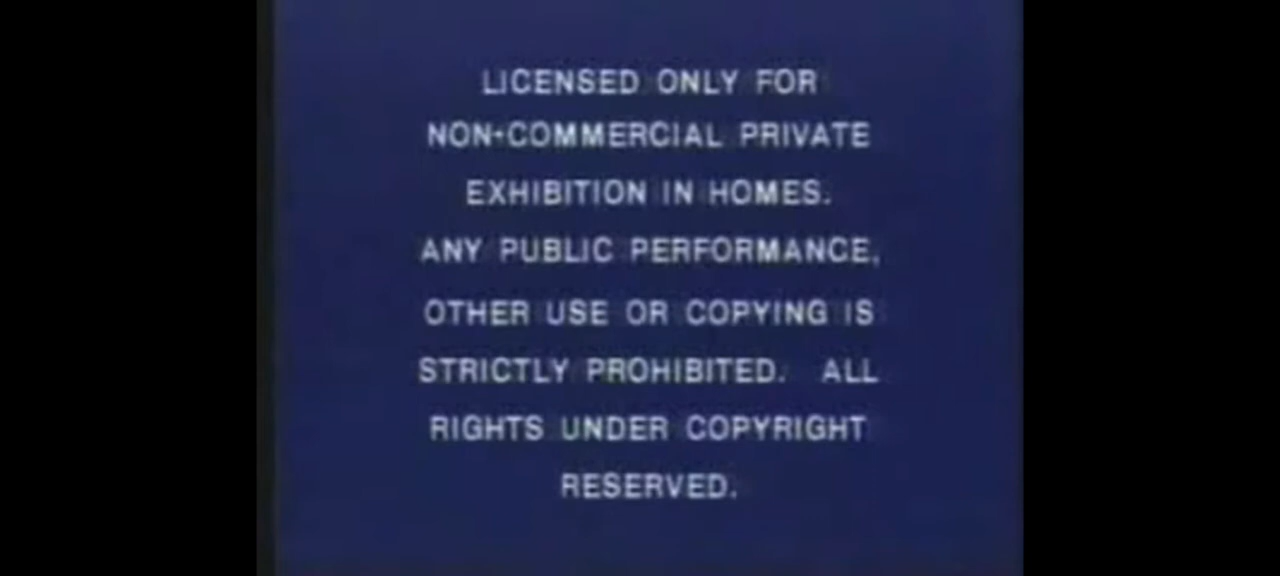 LICENSED ONLY FOR
NON-COMMERCIAL PRIVATE
EXHIBITION IN HOMES.
ANY PUBLIC PERFORMANCE,
OTHER USE OR COPYING IS
STRICTLY PROHIBITED. ALL
RIGHTS UNDER COPYRIGHT
RESERVED.